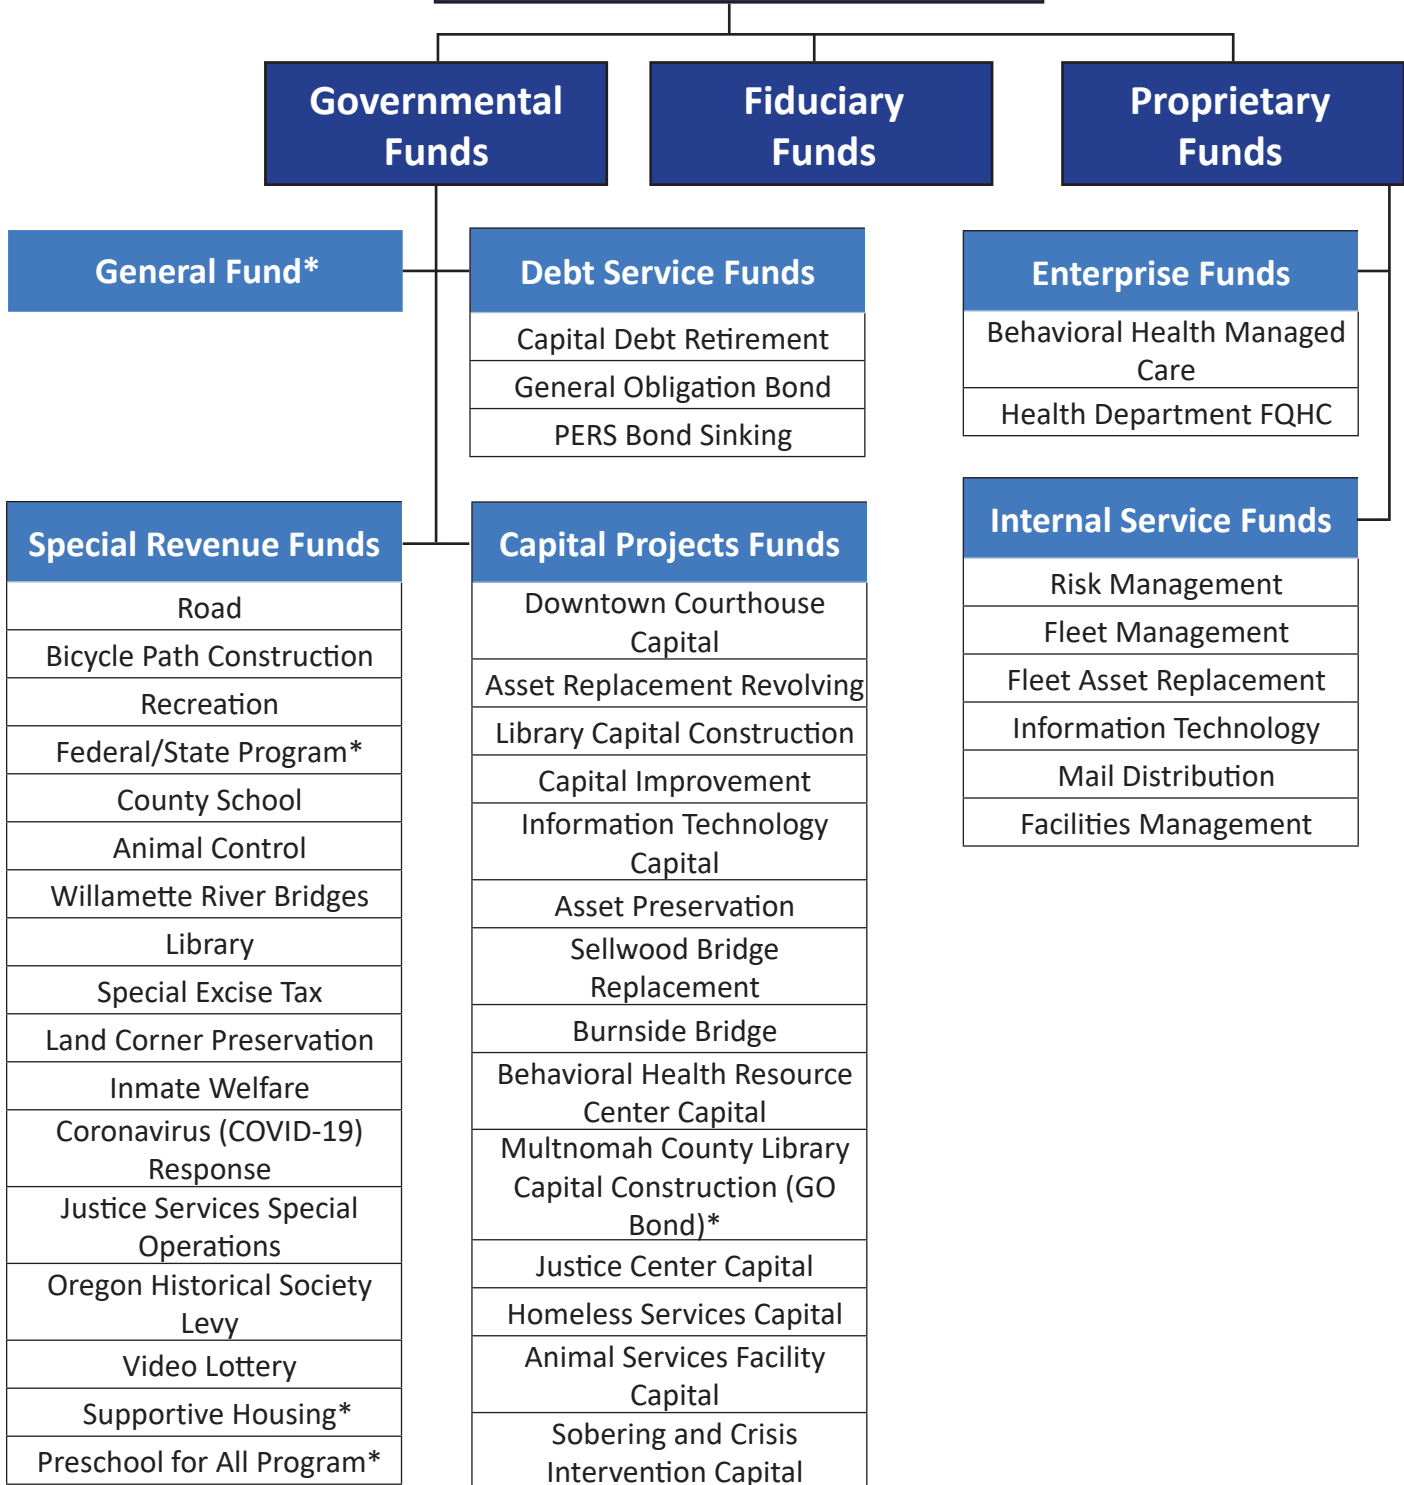 Governmental
Funds
Fiduciary
Funds
Proprietary
Funds
General Fund*
Debt Service Funds
Capital Debt Retirement
General Obligation Bond
PERS Bond Sinking
Enterprise Funds
Behavioral Health Managed
Care
Health Department FQHC
Special Revenue Funds
Road
Bicycle Path Construction
Recreation
Federal/State Program*
County School
Animal Control
Willamette River Bridges
Library
Special Excise Tax
Land Corner Preservation
Inmate Welfare
Coronavirus (COVID-19)
Response
Justice Services Special
Operations
Oregon Historical Society
Levy
Video Lottery
Supportive Housing*
Preschool for All Program*
Capital Projects Funds
Downtown Courthouse
Capital
Asset Replacement Revolving
Library Capital Construction
Capital Improvement
Information Technology
Capital
Asset Preservation
Sellwood Bridge
Replacement
Burnside Bridge
Behavioral Health Resource
Center Capital
Multnomah County Library
Capital Construction (GO
Bond)*
Justice Center Capital
Homeless Services Capital
Animal Services Facility
Capital
Sobering and Crisis
Intervention Capital
Internal Service Funds
Risk Management
Fleet Management
Fleet Asset Replacement
Information Technology
Mail Distribution
Facilities Management